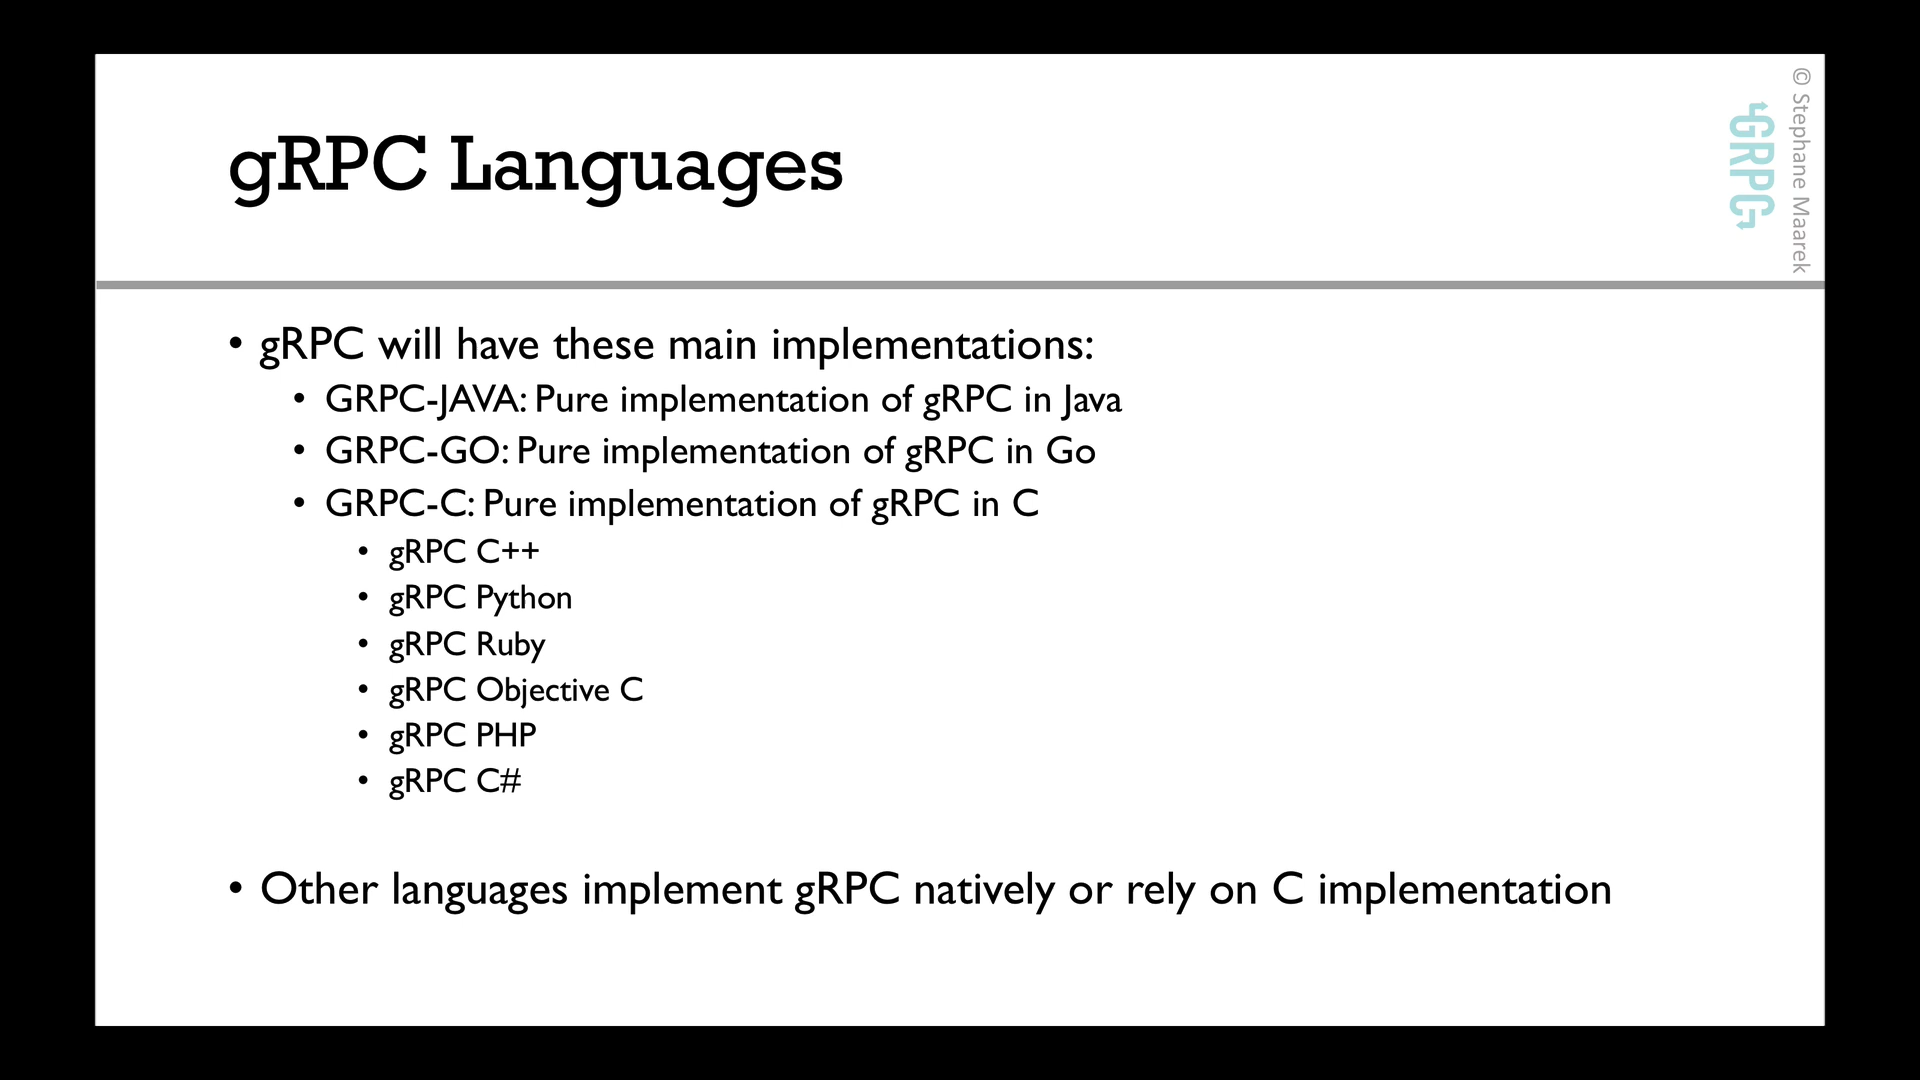 gRPC Languages
GRPC
© Stephane Maarek
• gRPC will have these main implementations:
• GRPC-JAVA: Pure implementation of gRPC in Java
• GRPC-GO: Pure implementation of gRPC in Go
• GRPC-C: Pure implementation of gRPC in C
• gRPC C++
• gRPC Python
• gRPC Ruby
• gRPC Objective C
• gRPC PHP
• gRPC C#
• Other languages implement gRPC natively or rely on C implementation